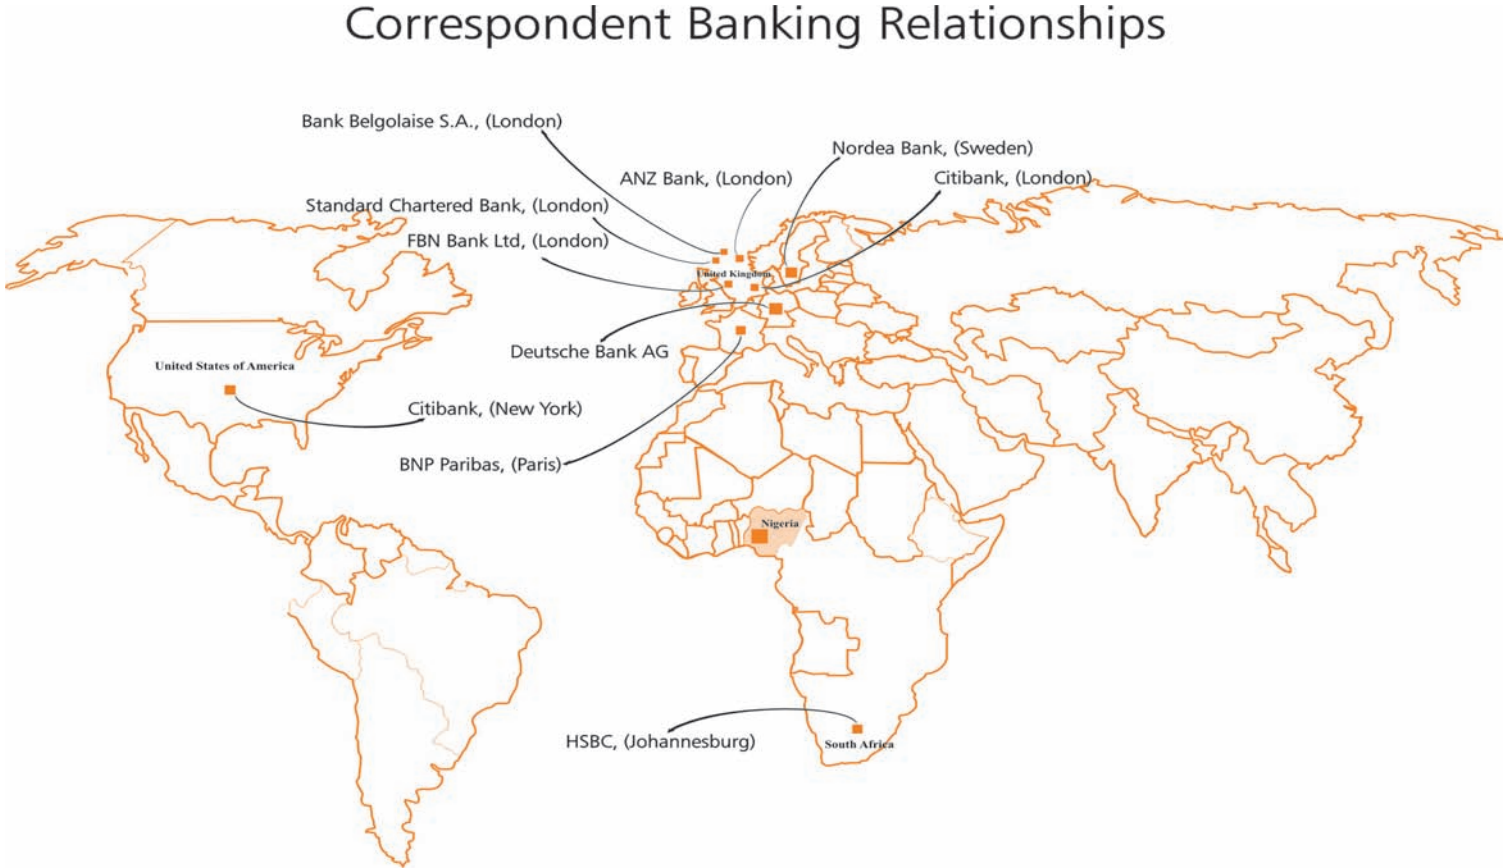 Correspondent Banking Relationships
Bank Belgolaise S.A., (London)
Nordea Bank, (Sweden)
ANZ Bank, (London)
Citibank, (London)
Standard Chartered Bank, (London)
FBN Bank Ltd, (London)
United Kingdom
Deutsche Bank AG
United States of America
Citibank, (New York)
BNP Paribas, (Paris)
Nigeria
HSBC, (Johannesburg)
South Africa